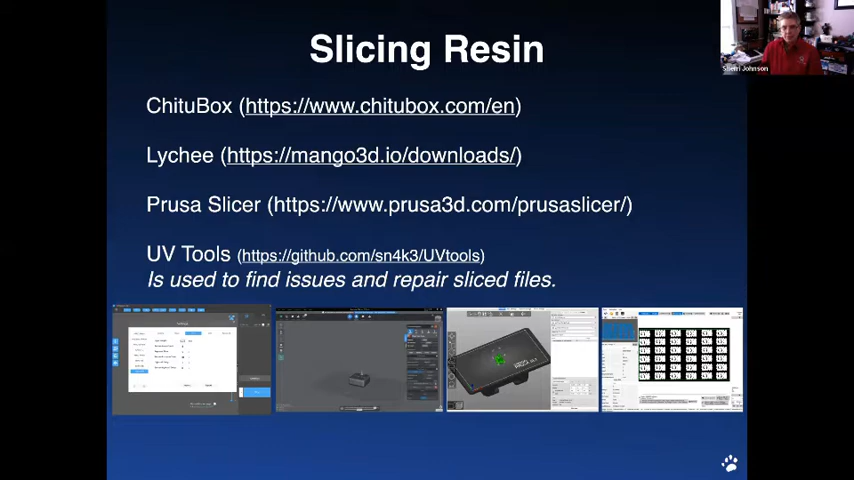 Slicing Resin
Sherri Johnson
ChituBox (https://www.chitubox.com/en)
Lychee (https://mango3d.io/downloads/)
Prusa Slicer (https://www.prusa3d.com/prusaslicer/)
UV Tools (https://github.com/sn4k3/UVtools)
Is used to find issues and repair sliced files.